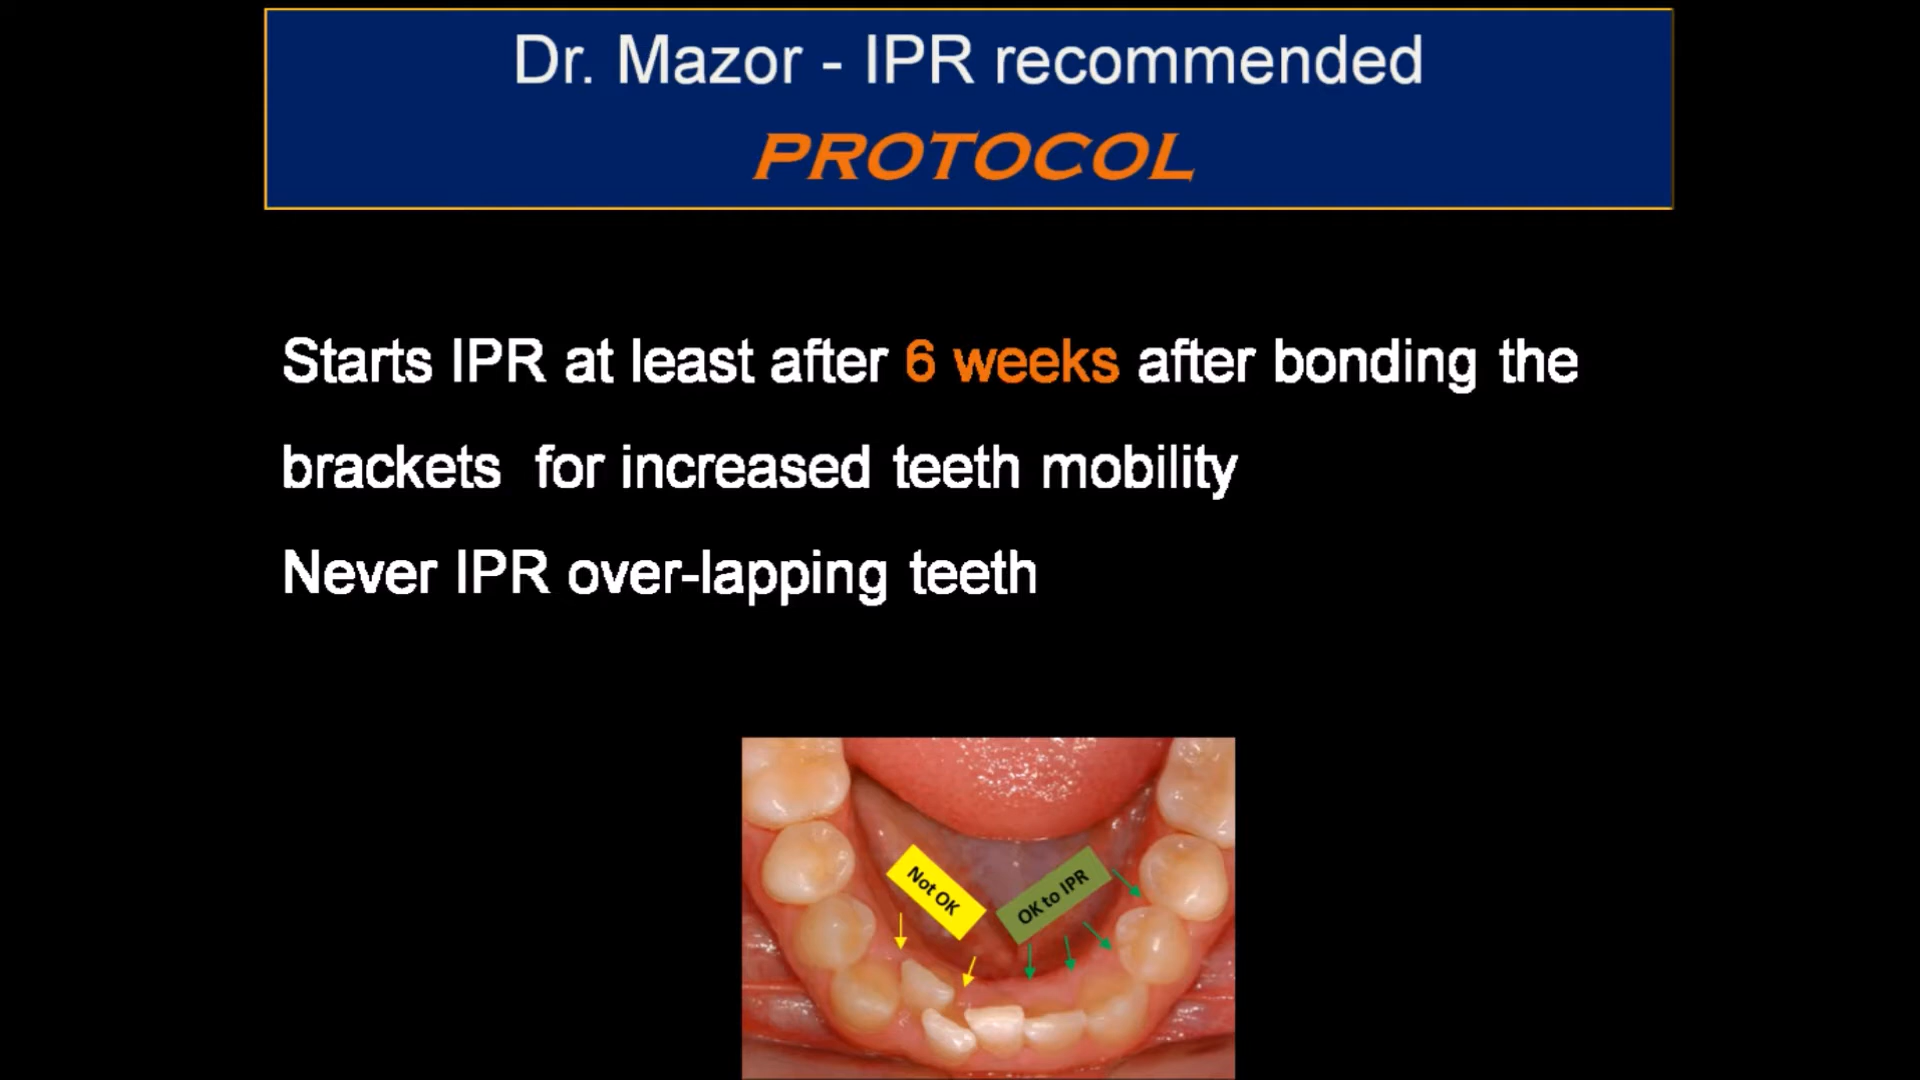 Dr. Mazor - IPR recommended
PROTOCOL
Starts IPR at least after 6 weeks after bonding the
brackets for increased teeth mobility
Never IPR over-lapping teeth
Not OK
OK to IPR